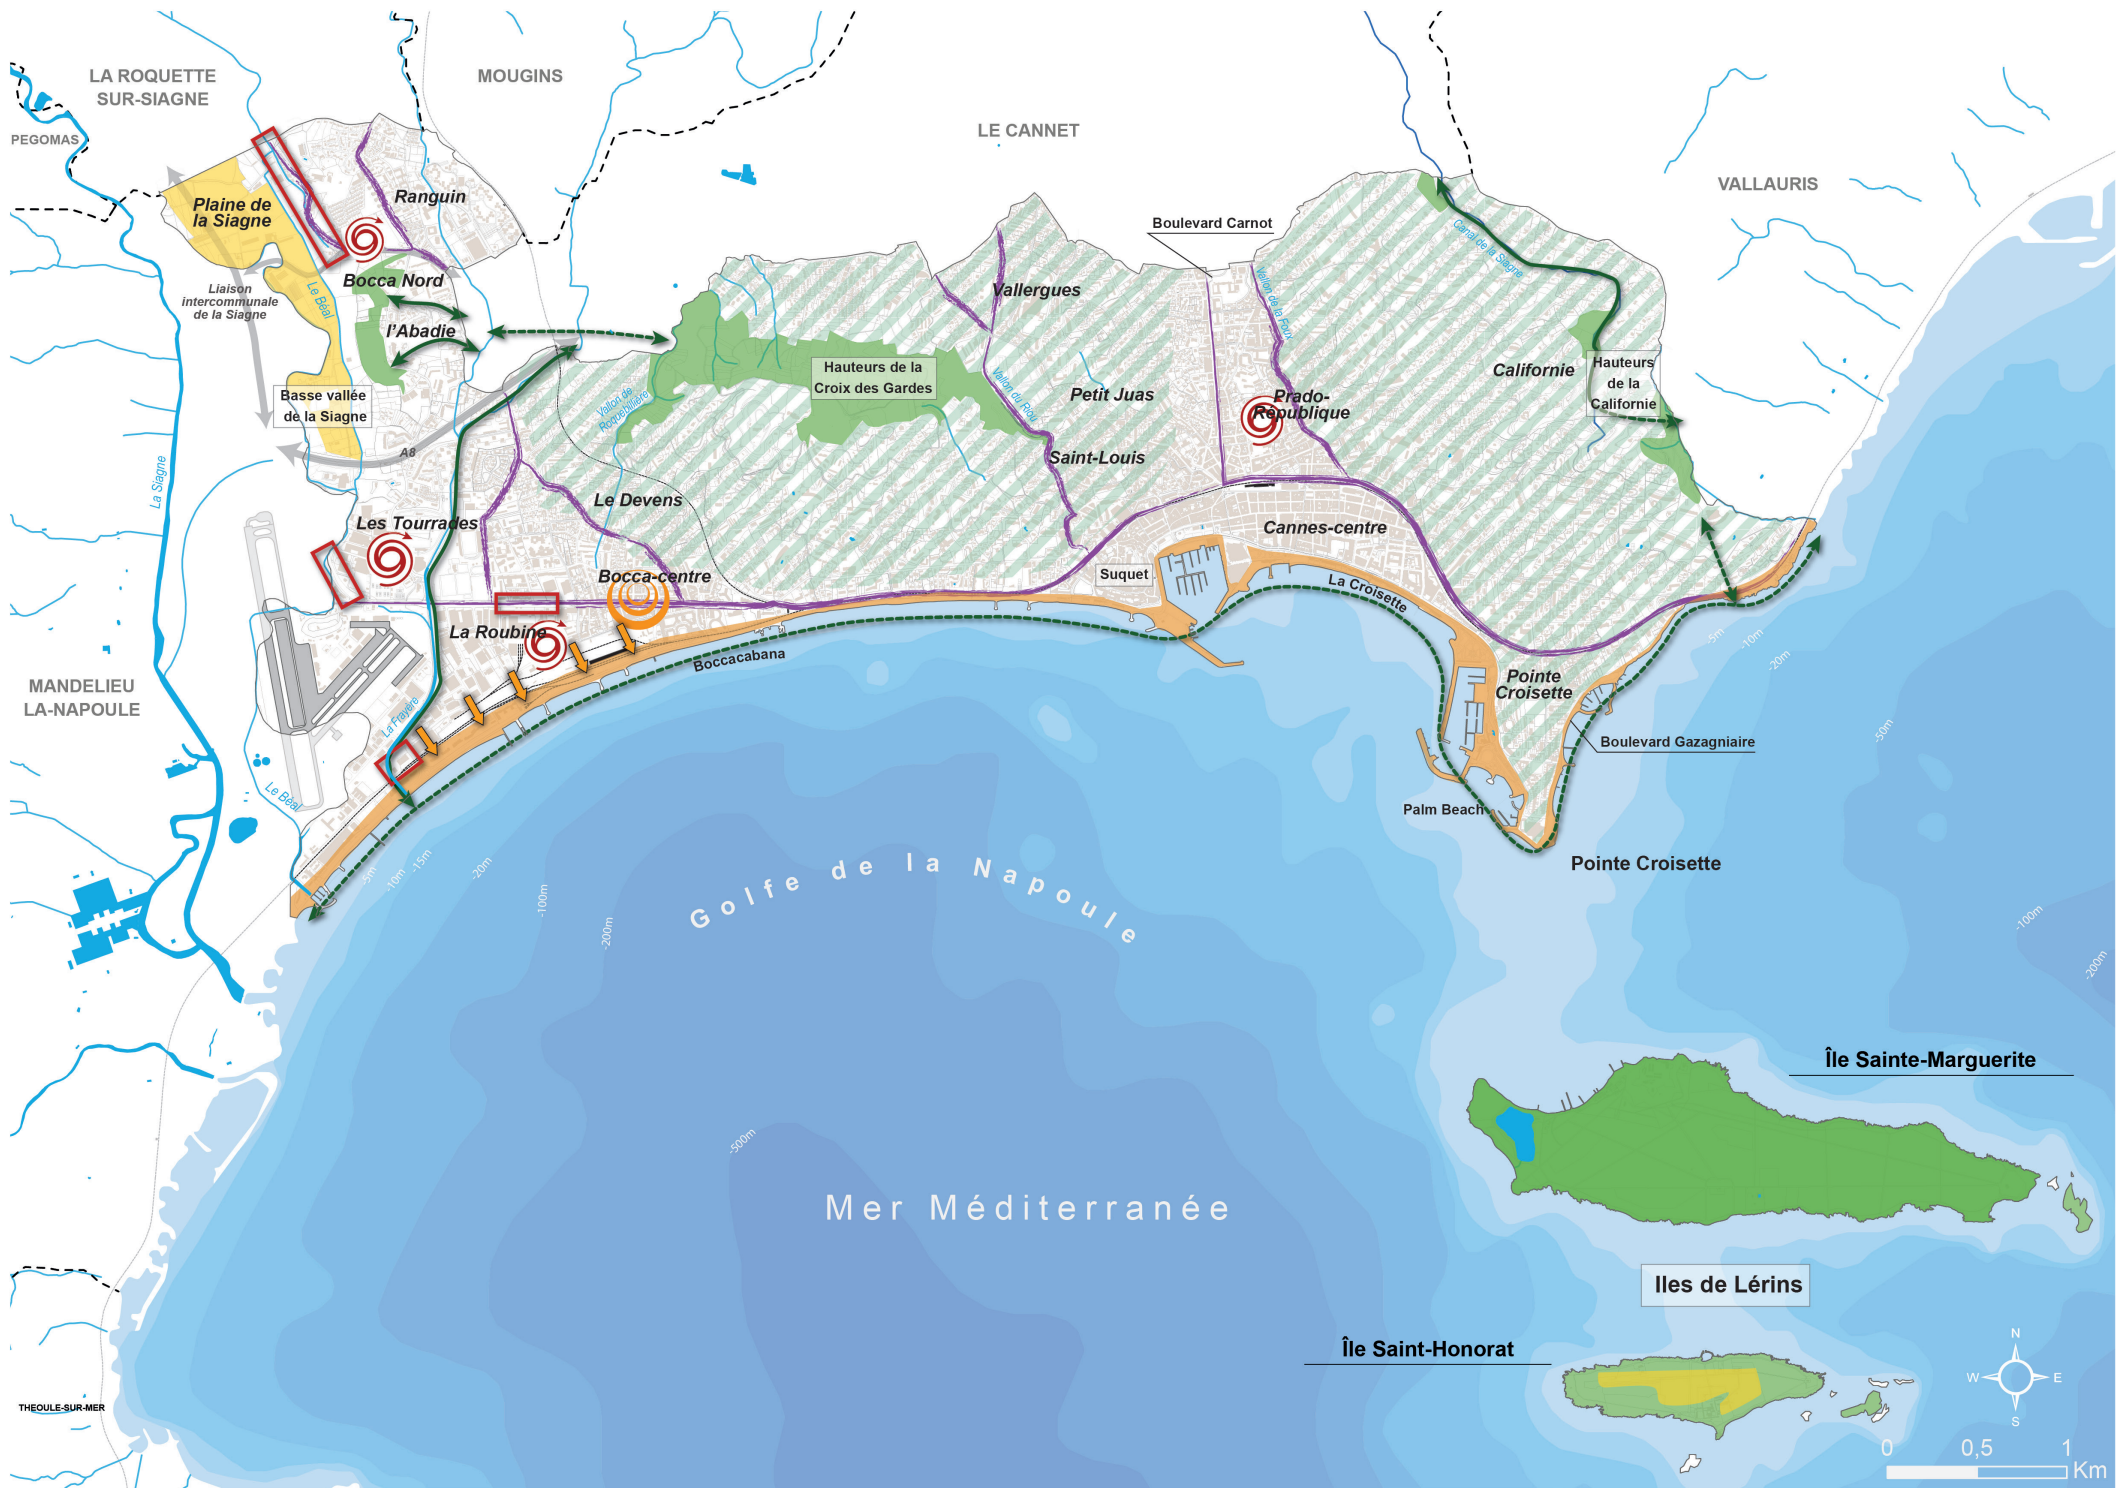 LA ROQUETTE
SUR-SIAGNE
MOUGINS
PEGOMAS
LE CANNET
VALLAURIS
Ranguin
Plaine de
la Siagne
Boulevard Carnot
Canal de la Siagne
Bocca Nord
Liaison
intercommunale
de la Siagne
Le Béal
Vallergues
Vallon de la Foux
l'Abadie
Hauteurs de la
Croix des Gardes
Californie
Hauteurs
de la
Californie
Basse vallée
de la Siagne
Vallon de
Roquebillière
Vallon du Riou
Petit Juas
Prado-
République
A8
Saint-Louis
La Siagne
Le Devens
Les Tourrades
Cannes-centre
Bocca-centre
Suquet
La Croisette
La Roubine
Boccacabana
-5m
-10m
-20m
MANDELIEU
LA-NAPOULE
Pointe
Croisette
La Frayère
-50m
Boulevard Gazagniaire
Le Béal
Palm Beach
Pointe Croisette
-5m
-10m
-15m
-20m
-100m
-200m
Golfe de la Napoule
-100m
-200m
Île Sainte-Marguerite
-500m
Mer Méditerranée
Iles de Lérins
Île Saint-Honorat
THEOULE-SUR-MER
N
W
E
S
0 0,5 1
Km